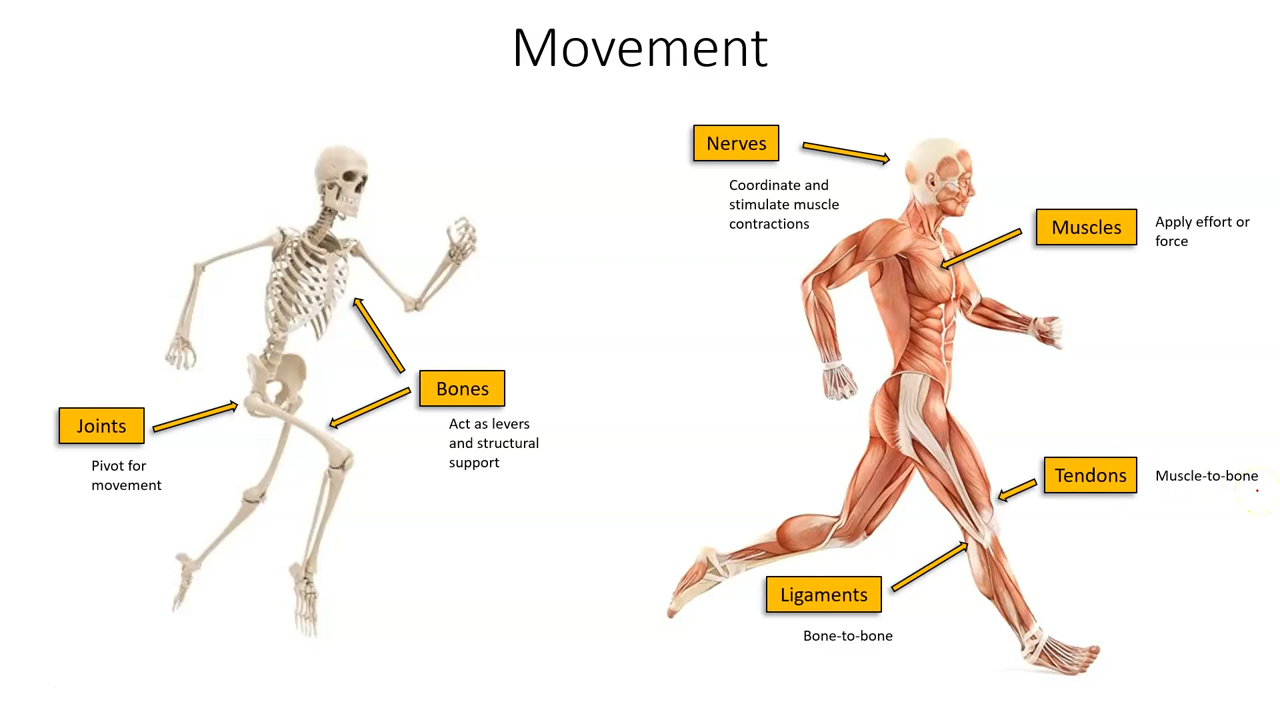 Movement
Nerves
Coordinate and
stimulate muscle
contractions
Muscles
Apply effort or
force
Bones
Act as levers
and structural
support
Joints
Pivot for
movement
Tendons
Muscle-to-bone
Ligaments
Bone-to-bone